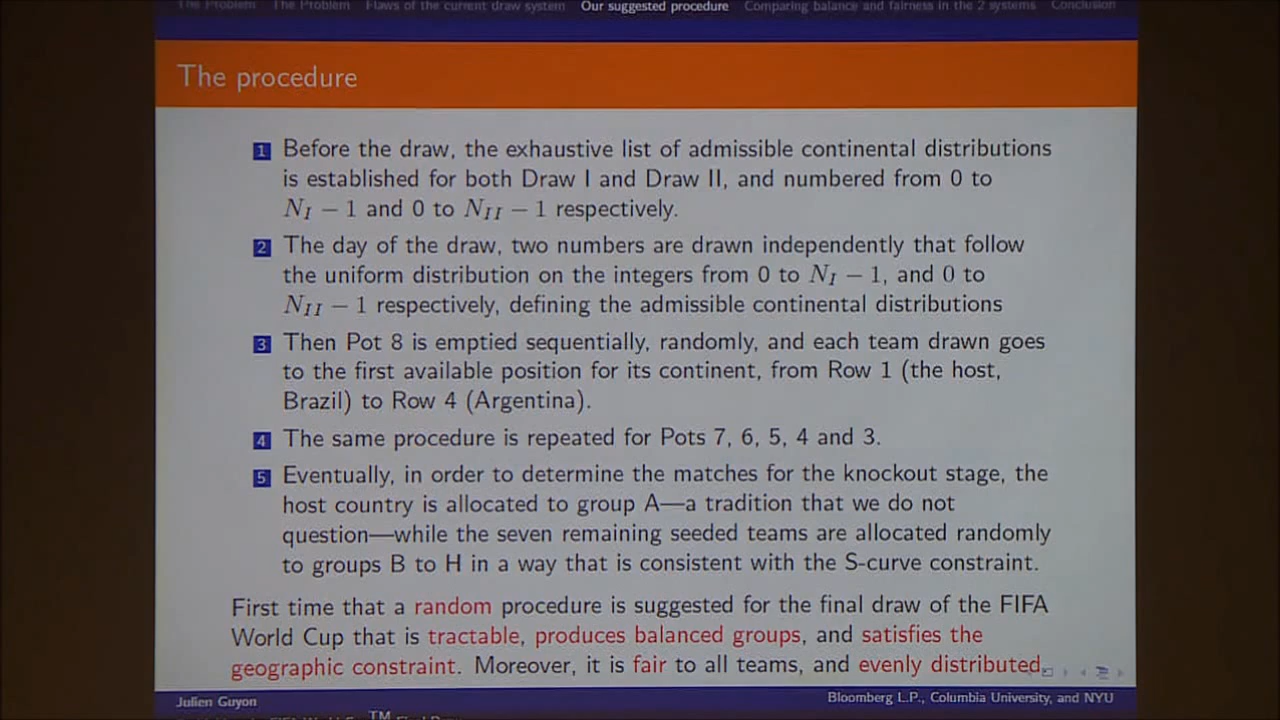 The Problem The Problem Flaws of the current draw system Our suggested procedure Comparing balance and fairness in the 2 systems Conclusion
The procedure
1 Before the draw, the exhaustive list of admissible continental distributions
is established for both Draw I and Draw II, and numbered from 0 to
N_I − 1 and 0 to N_II − 1 respectively.
2 The day of the draw, two numbers are drawn independently that follow
the uniform distribution on the integers from 0 to N_I − 1, and 0 to
N_II − 1 respectively, defining the admissible continental distributions
3 Then Pot 8 is emptied sequentially, randomly, and each team drawn goes
to the first available position for its continent, from Row 1 (the host,
Brazil) to Row 4 (Argentina).
4 The same procedure is repeated for Pots 7, 6, 5, 4 and 3.
5 Eventually, in order to determine the matches for the knockout stage, the
host country is allocated to group A—a tradition that we do not
question—while the seven remaining seeded teams are allocated randomly
to groups B to H in a way that is consistent with the S-curve constraint.
First time that a random procedure is suggested for the final draw of the FIFA
World Cup that is tractable, produces balanced groups, and satisfies the
geographic constraint. Moreover, it is fair to all teams, and evenly distributed.
Julien Guyon Bloomberg L.P., Columbia University, and NYU
TM